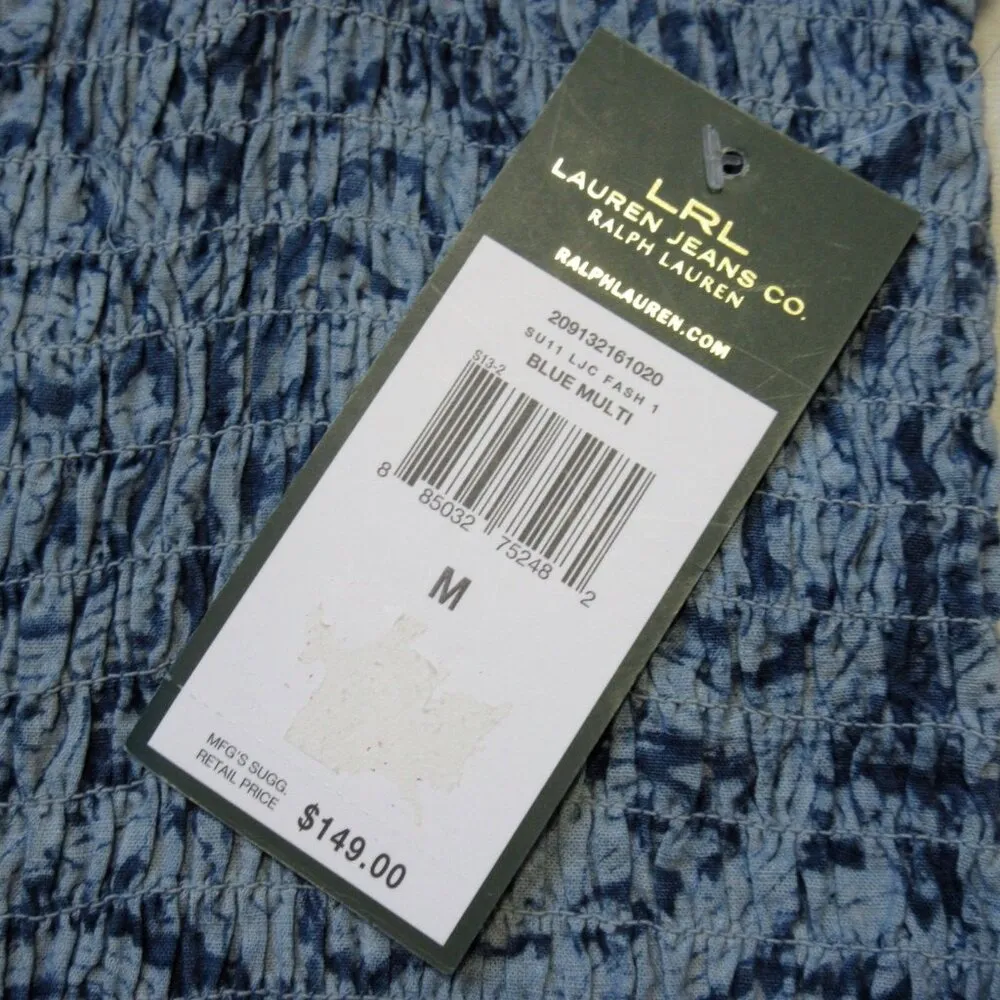 LRL
LAUREN JEANS CO.
RALPH LAUREN
RALPHLAUREN.COM
209132161020
SU11 LJC FASH 1
BLUE MULTI
S13-2
8 85032 75248 2
M
MFG'S SUGG.
RETAIL PRICE
$149.00